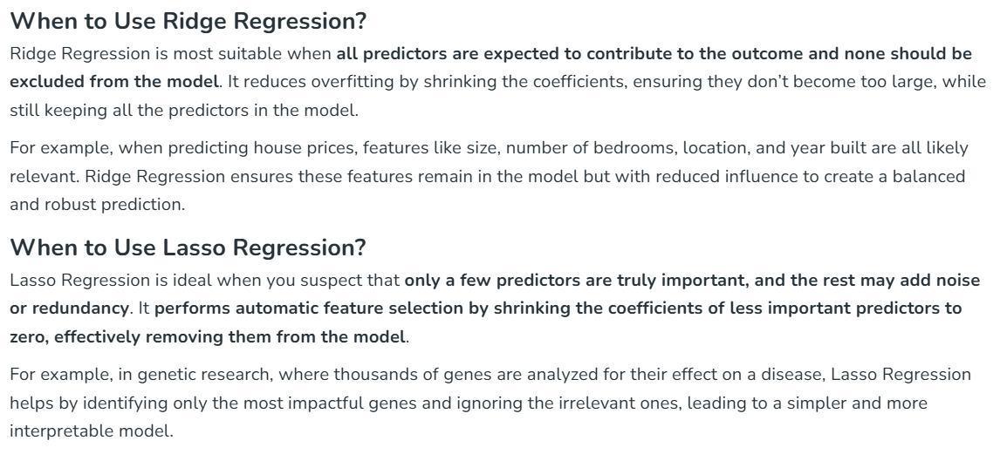 When to Use Ridge Regression?
Ridge Regression is most suitable when all predictors are expected to contribute to the outcome and none should be
excluded from the model. It reduces overfitting by shrinking the coefficients, ensuring they don’t become too large, while
still keeping all the predictors in the model.
For example, when predicting house prices, features like size, number of bedrooms, location, and year built are all likely
relevant. Ridge Regression ensures these features remain in the model but with reduced influence to create a balanced
and robust prediction.
When to Use Lasso Regression?
Lasso Regression is ideal when you suspect that only a few predictors are truly important, and the rest may add noise
or redundancy. It performs automatic feature selection by shrinking the coefficients of less important predictors to
zero, effectively removing them from the model.
For example, in genetic research, where thousands of genes are analyzed for their effect on a disease, Lasso Regression
helps by identifying only the most impactful genes and ignoring the irrelevant ones, leading to a simpler and more
interpretable model.